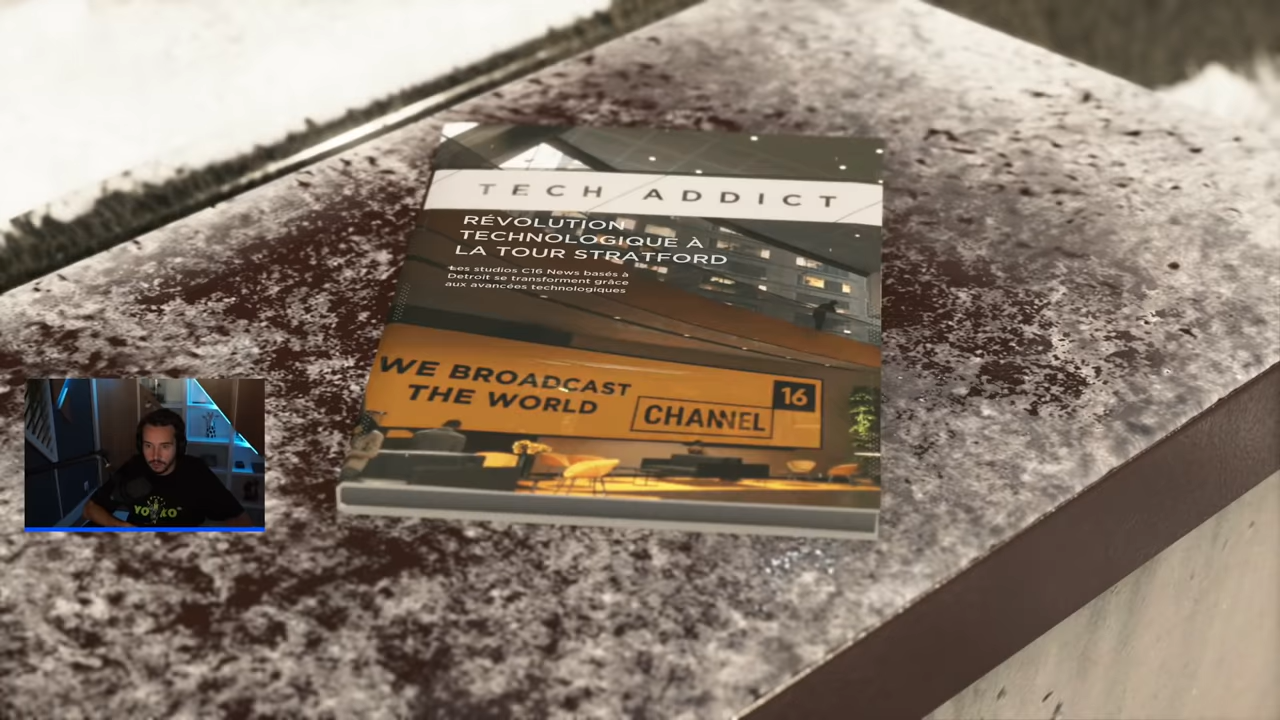 TECH ADDICT
RÉVOLUTION
TECHNOLOGIQUE À
LA TOUR STRATFORD
Les studios C16 News basés à
Detroit se transforment grâce
aux avancées technologiques
WE BROADCAST
THE WORLD
CHANNEL
16